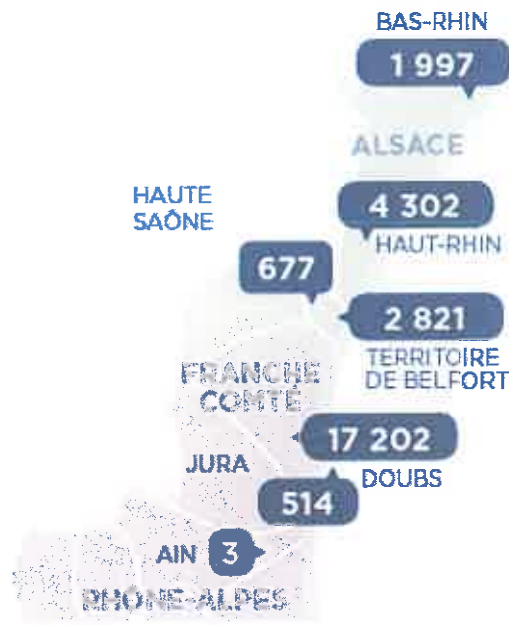 BAS-RHIN
1 997
ALSACE
HAUTE
SAÔNE
4 302
HAUT-RHIN
677
2 821
TERRITOIRE
DE BELFORT
FRANCHE
COMTÉ
17 202
JURA
DOUBS
514
AIN 3
RHÔNE-ALPES